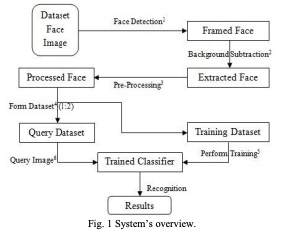 Dataset
Face
Image
Face Detection1
Framed Face
Background Subtraction2
Processed Face
Pre-Processing3
Extracted Face
Form Dataset4 (1:2)
Query Dataset
Training Dataset
Query Image6
Trained Classifier
Perform Training5
Recognition
Results
Fig. 1 System's overview.